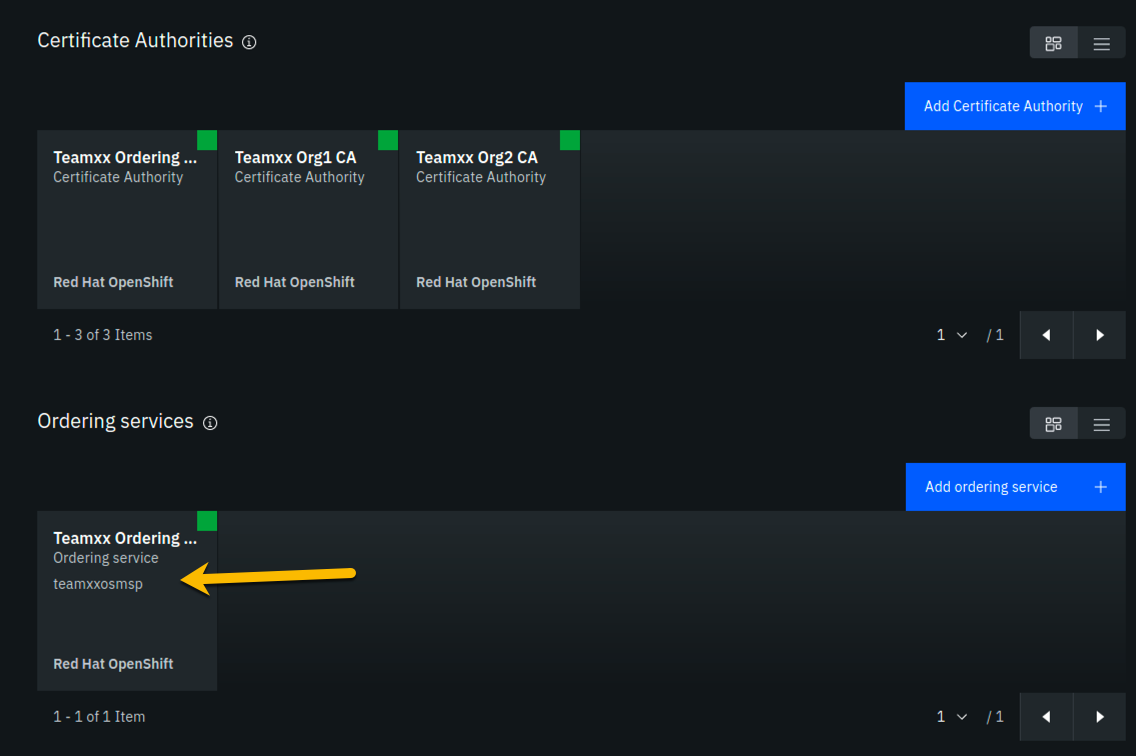 Certificate Authorities
Add Certificate Authority
Teamxx Ordering ...
Certificate Authority
Red Hat OpenShift
Teamxx Org1 CA
Certificate Authority
Red Hat OpenShift
Teamxx Org2 CA
Certificate Authority
Red Hat OpenShift
1 - 3 of 3 Items
1 / 1
Ordering services
Add ordering service
Teamxx Ordering ...
Ordering service
teamxxosmsp
Red Hat OpenShift
1 - 1 of 1 Item
1 / 1